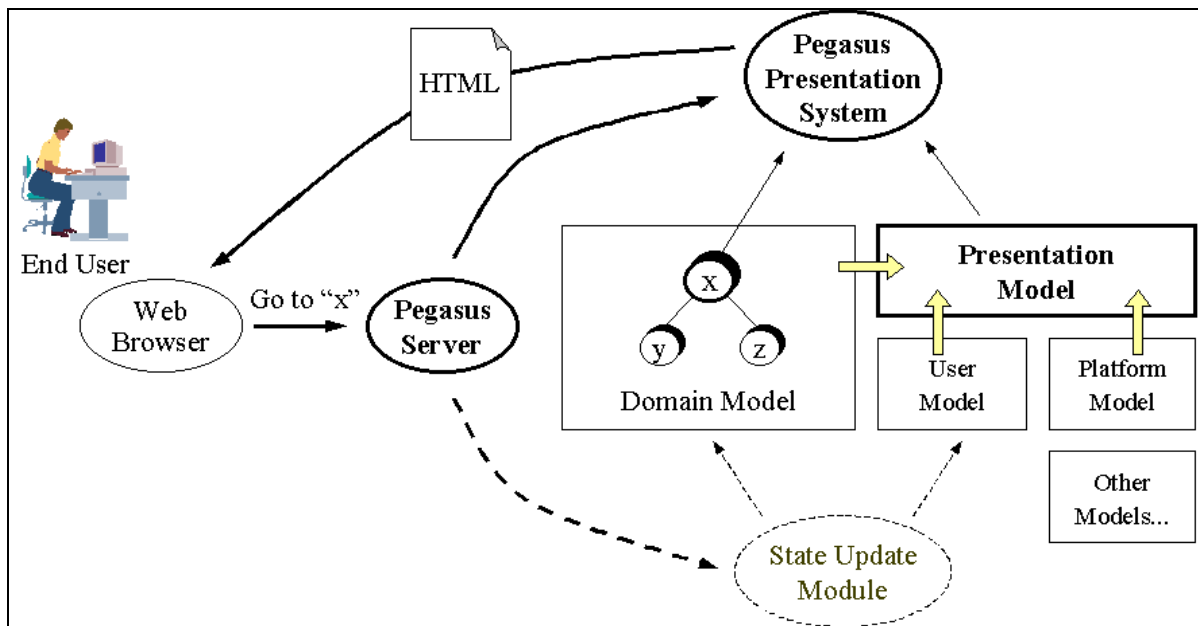 HTML
Pegasus
Presentation
System
End User
Web
Browser
Go to “x”
Pegasus
Server
x
y
z
Domain Model
Presentation
Model
User
Model
Platform
Model
Other
Models...
State Update
Module